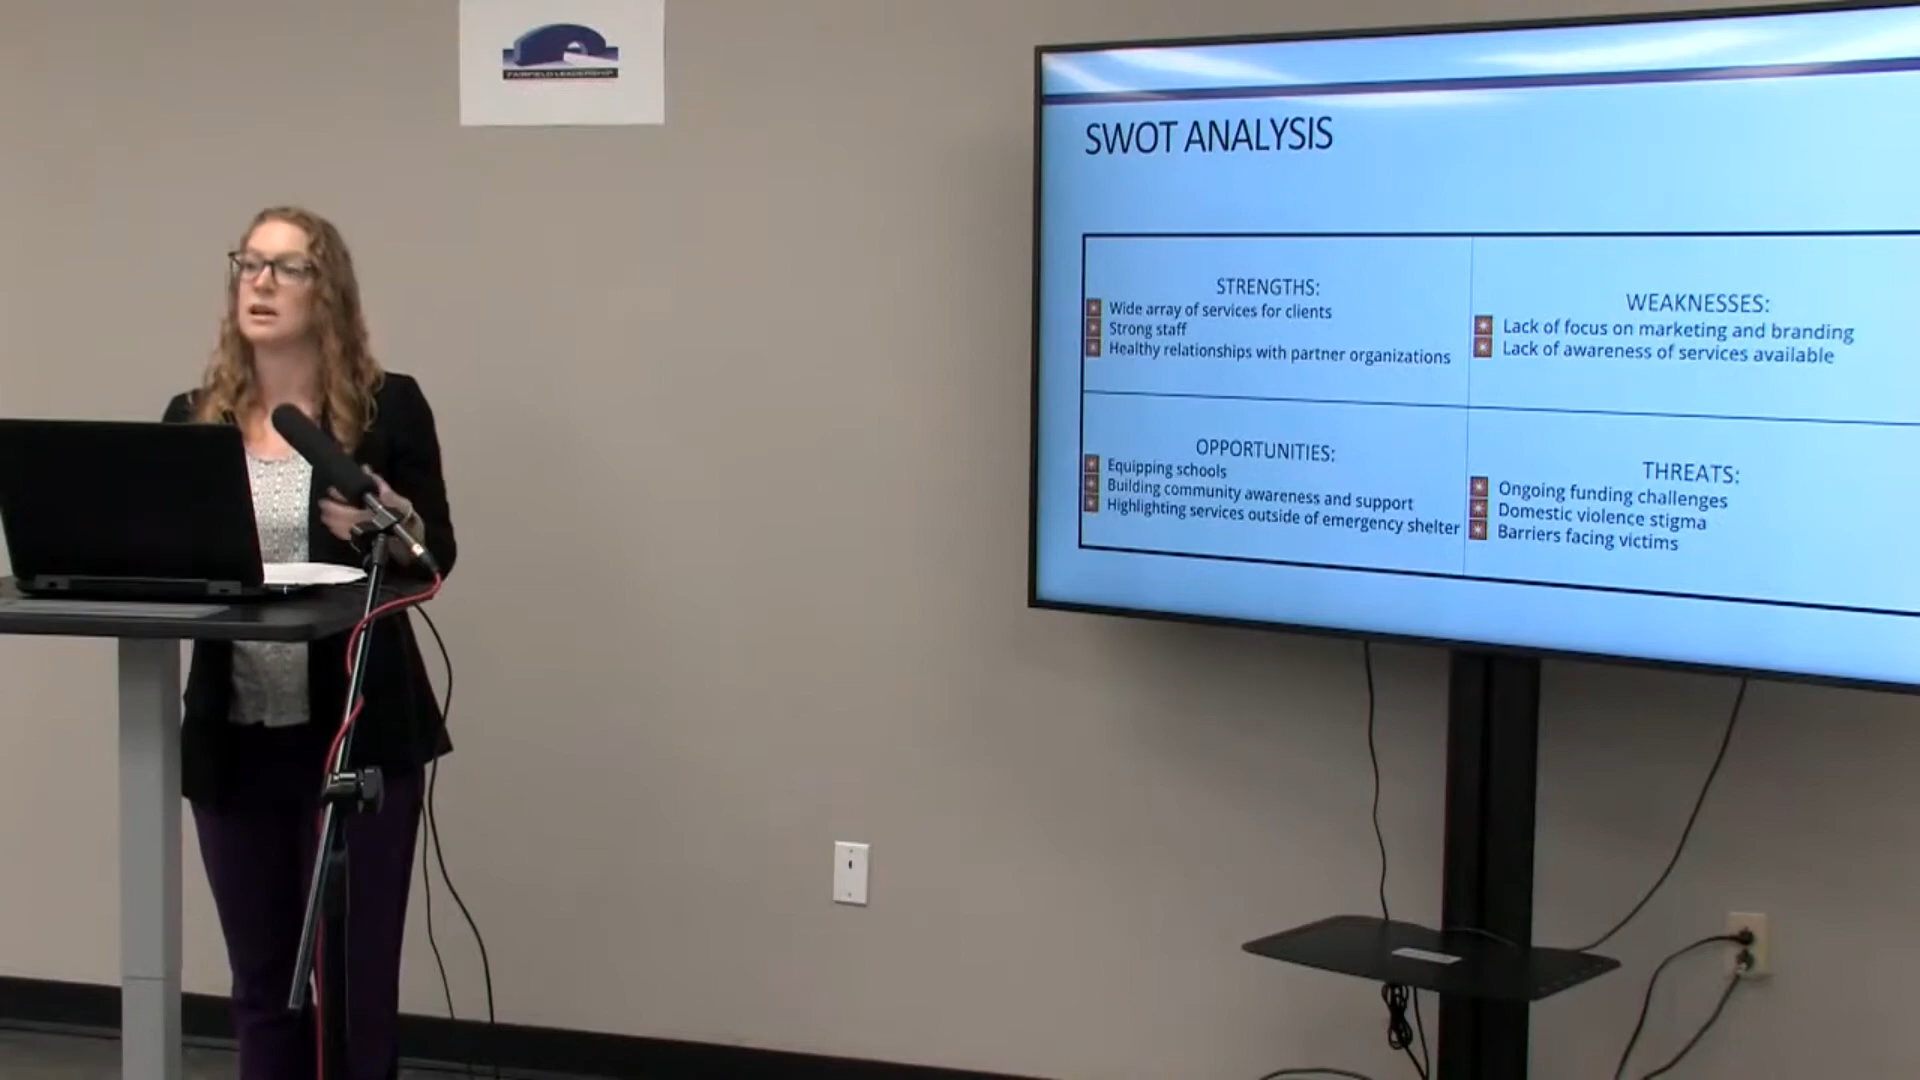 FAIRFIELD LEADERSHIP
SWOT ANALYSIS
STRENGTHS:
Wide array of services for clients
Strong staff
Healthy relationships with partner organizations
WEAKNESSES:
Lack of focus on marketing and branding
Lack of awareness of services available
OPPORTUNITIES:
Equipping schools
Building community awareness and support
Highlighting services outside of emergency shelter
THREATS:
Ongoing funding challenges
Domestic violence stigma
Barriers facing victims